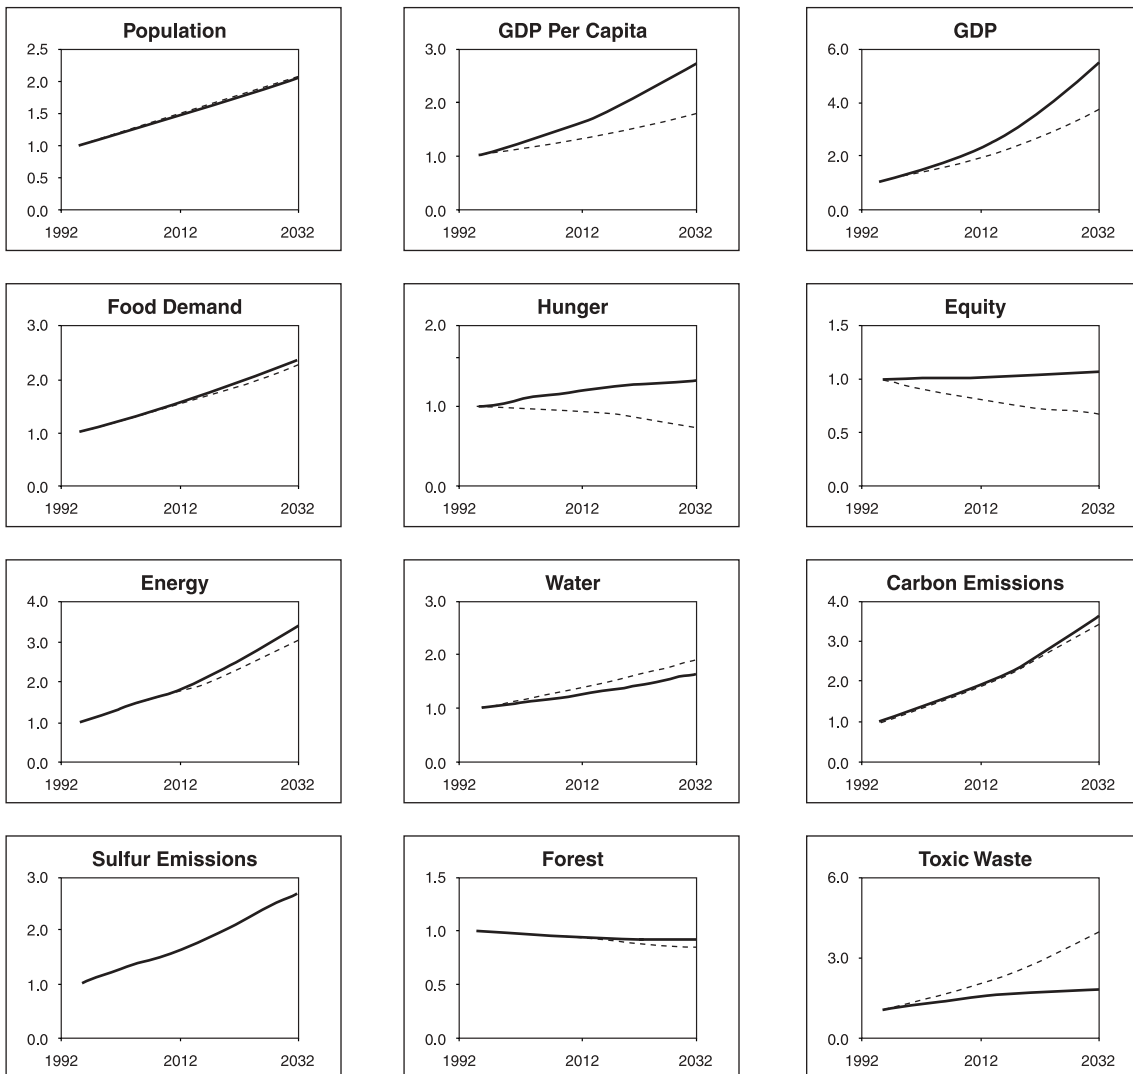 Population
2.5
2.0
1.5
1.0
0.5
0.0
1992 2012 2032
GDP Per Capita
3.0
2.0
1.0
0.0
1992 2012 2032
GDP
6.0
4.0
2.0
0.0
1992 2012 2032
Food Demand
3.0
2.0
1.0
0.0
1992 2012 2032
Hunger
2.0
1.0
0.0
1992 2012 2032
Equity
1.5
1.0
0.5
0.0
1992 2012 2032
Energy
4.0
3.0
2.0
1.0
0.0
1992 2012 2032
Water
3.0
2.0
1.0
0.0
1992 2012 2032
Carbon Emissions
4.0
3.0
2.0
1.0
0.0
1992 2012 2032
Sulfur Emissions
3.0
2.0
1.0
0.0
1992 2012 2032
Forest
1.5
1.0
0.5
0.0
1992 2012 2032
Toxic Waste
6.0
3.0
0.0
1992 2012 2032